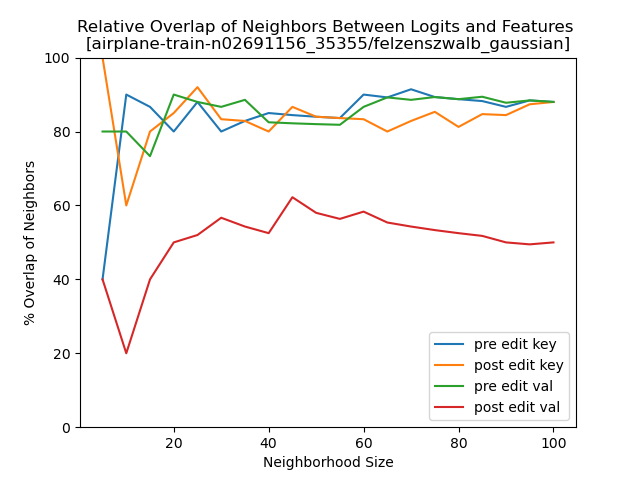 Relative Overlap of Neighbors Between Logits and Features
[airplane-train-n02691156_35355/felzenszwalb_gaussian]
% Overlap of Neighbors
100
80
60
40
20
0
pre edit key
post edit key
pre edit val
post edit val
20 40 60 80 100
Neighborhood Size